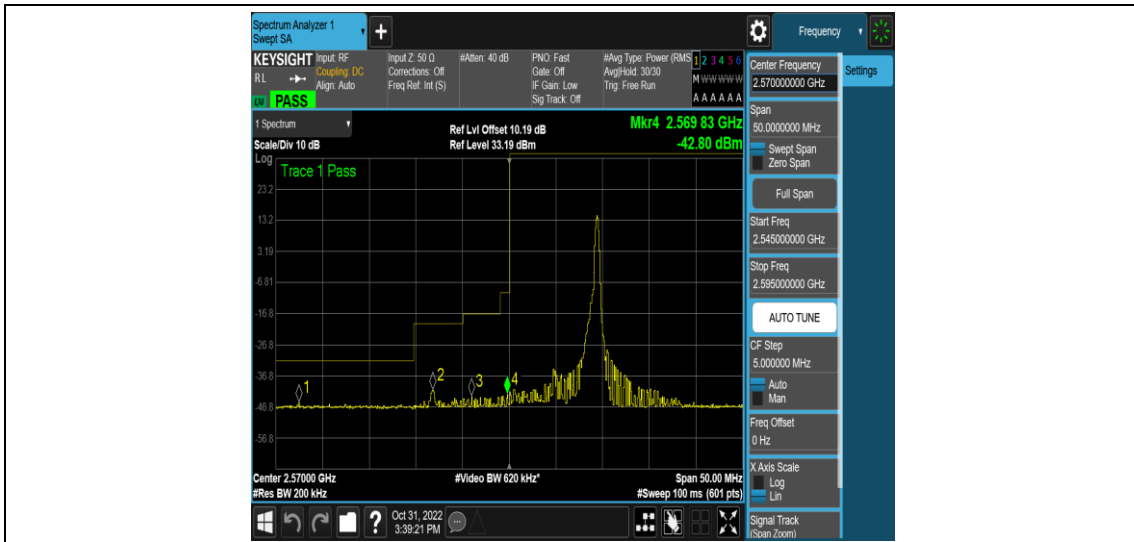 Spectrum Analyzer 1
Swept SA
+
Frequency
KEYSIGHT
Input: RF
Input Z: 50 Ω
#Atten: 40 dB
PNO: Fast
#Avg Type: Power (RMS
1 2 3 4 5 6
R L
Coupling: DC
Corrections: Off
Gate: Off
Avg|Hold: 30/30
M W W W W W
Align: Auto
Freq Ref: Int (S)
IF Gain: Low
Trig: Free Run
Sig Track: Off
A A A A A A
PASS
Center Frequency
2.570000000 GHz
Settings
Span
50.0000000 MHz
Swept Span
Zero Span
Full Span
Start Freq
2.545000000 GHz
Stop Freq
2.595000000 GHz
AUTO TUNE
CF Step
5.000000 MHz
Auto
Man
Freq Offset
0 Hz
X Axis Scale
Log
Lin
Signal Track
(Span Zoom)
1 Spectrum
Ref Lvl Offset 10.19 dB
Mkr4 2.569 83 GHz
Scale/Div 10 dB
Ref Level 33.19 dBm
-42.80 dBm
Log
Trace 1 Pass
23.2
13.2
3.19
-6.81
-16.8
-26.8
-36.8
-46.8
-56.8
1
2
3
4
Center 2.57000 GHz
#Video BW 620 kHz*
Span 50.00 MHz
#Res BW 200 kHz
#Sweep 100 ms (601 pts)
?
Oct 31, 2022
3:39:21 PM